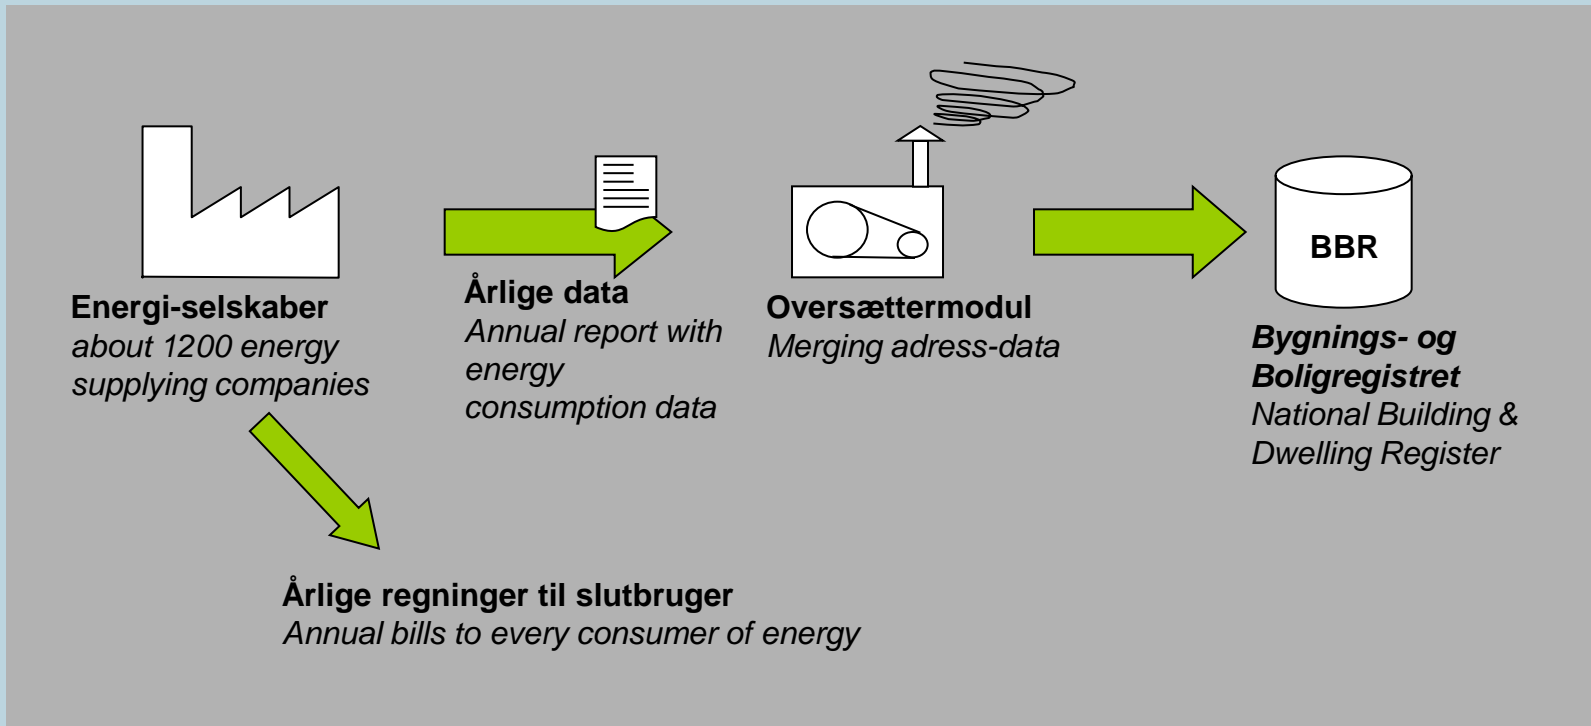 Energi-selskaber
about 1200 energy
supplying companies
Årlige data
Annual report with
energy
consumption data
Oversættermodul
Merging adress-data
BBR
Bygnings- og
Boligregistret
National Building &
Dwelling Register
Årlige regninger til slutbruger
Annual bills to every consumer of energy